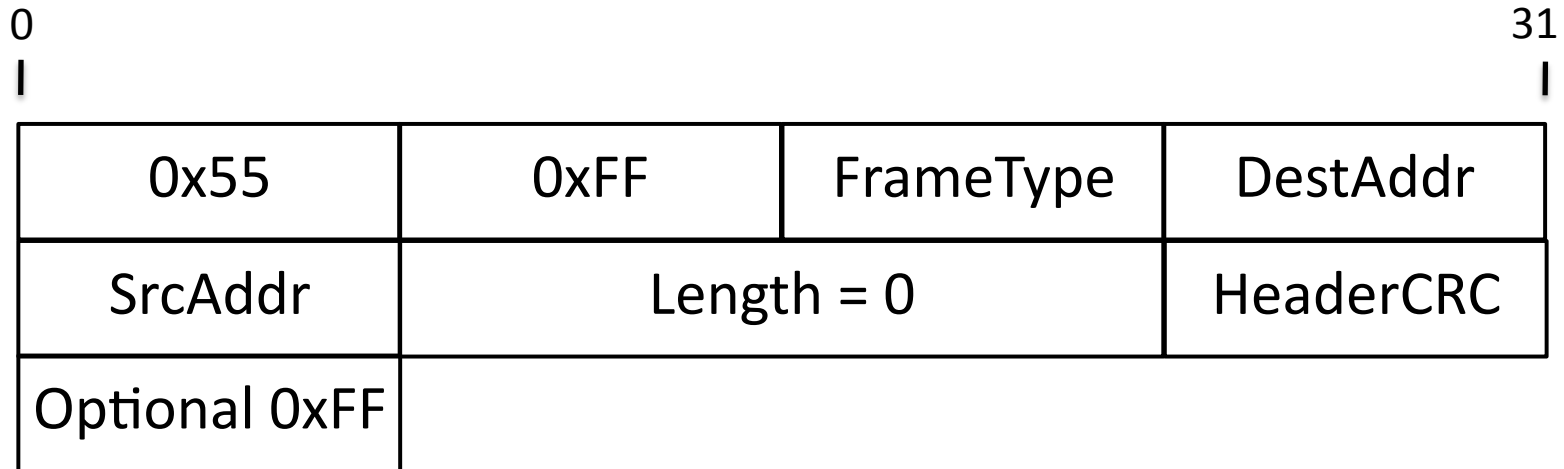 0 31
0x55 0xFF FrameType DestAddr
SrcAddr Length = 0 HeaderCRC
Optional 0xFF